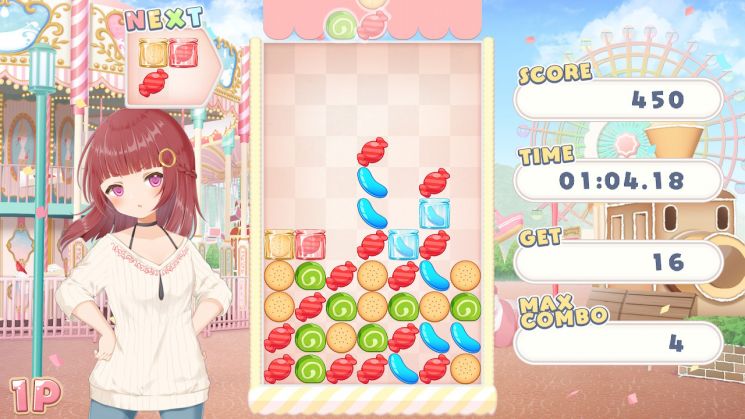 NEXT
SCORE
450
TIME
01:04.18
GET
16
MAX
COMBO
4
1P